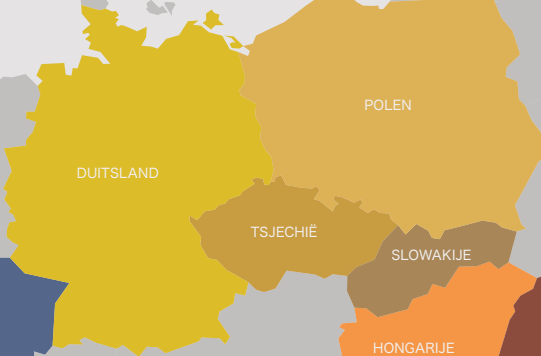 POLEN
DUITSLAND
TSJECHIË
SLOWAKIJE
HONGARIJE